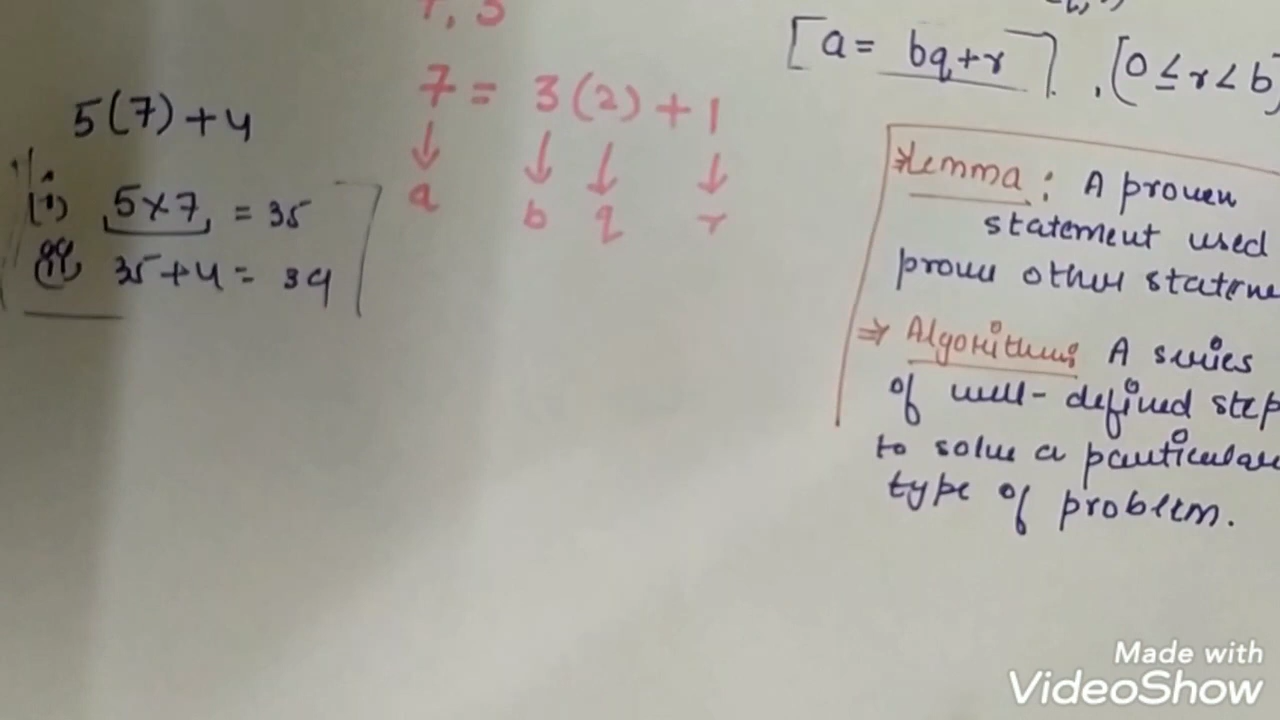 7, 3
7 = 3(2) + 1
a b q r
5(7)+4
(i) 5×7 = 35
(ii) 35+4 = 39
[a = bq+r], [0 ≤ r < b]
*Lemma : A proven
statement used
prove other stateme
⇒ Algorithm: A series
of well-defined step
to solve a particular
type of problem.
Made with
VideoShow